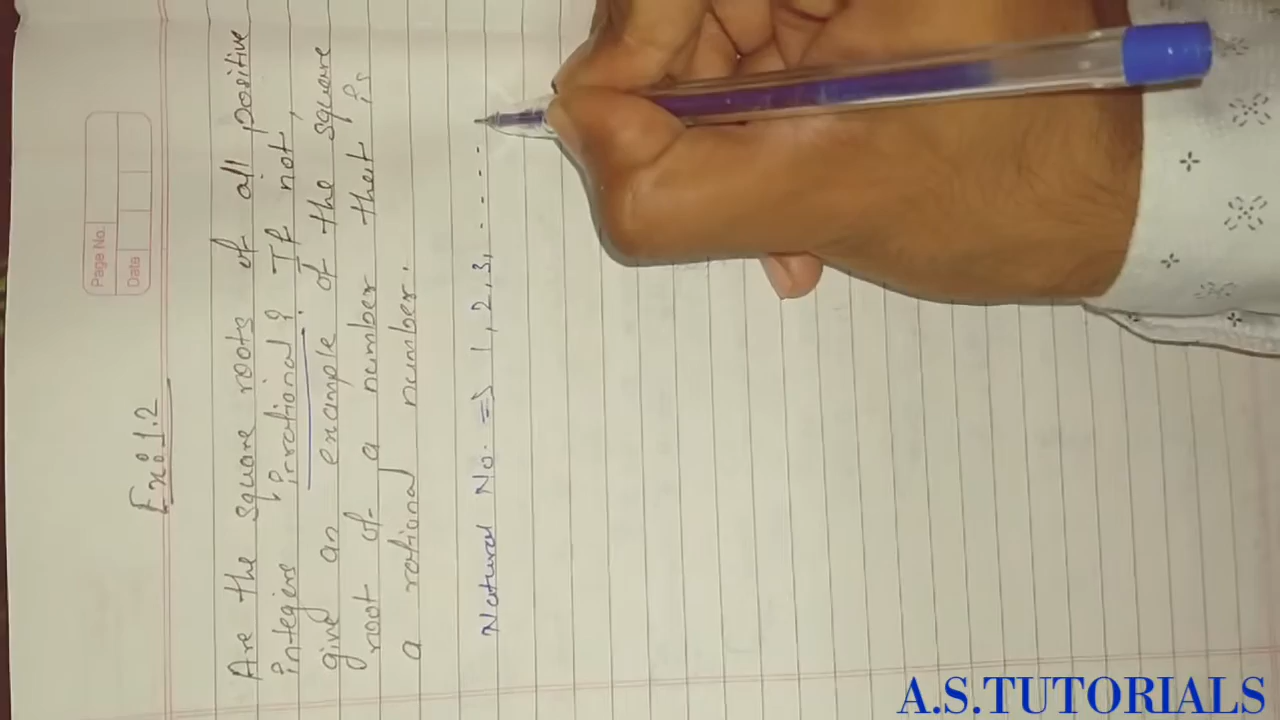 Page No.
Date
Ex: 1.2
Are the square roots of all positive
integers irrational? If not,
give an example of the square
root of a number that is
a rational number.
Natural No. ⇒ 1, 2, 3, - - - -
A.S.TUTORIALS